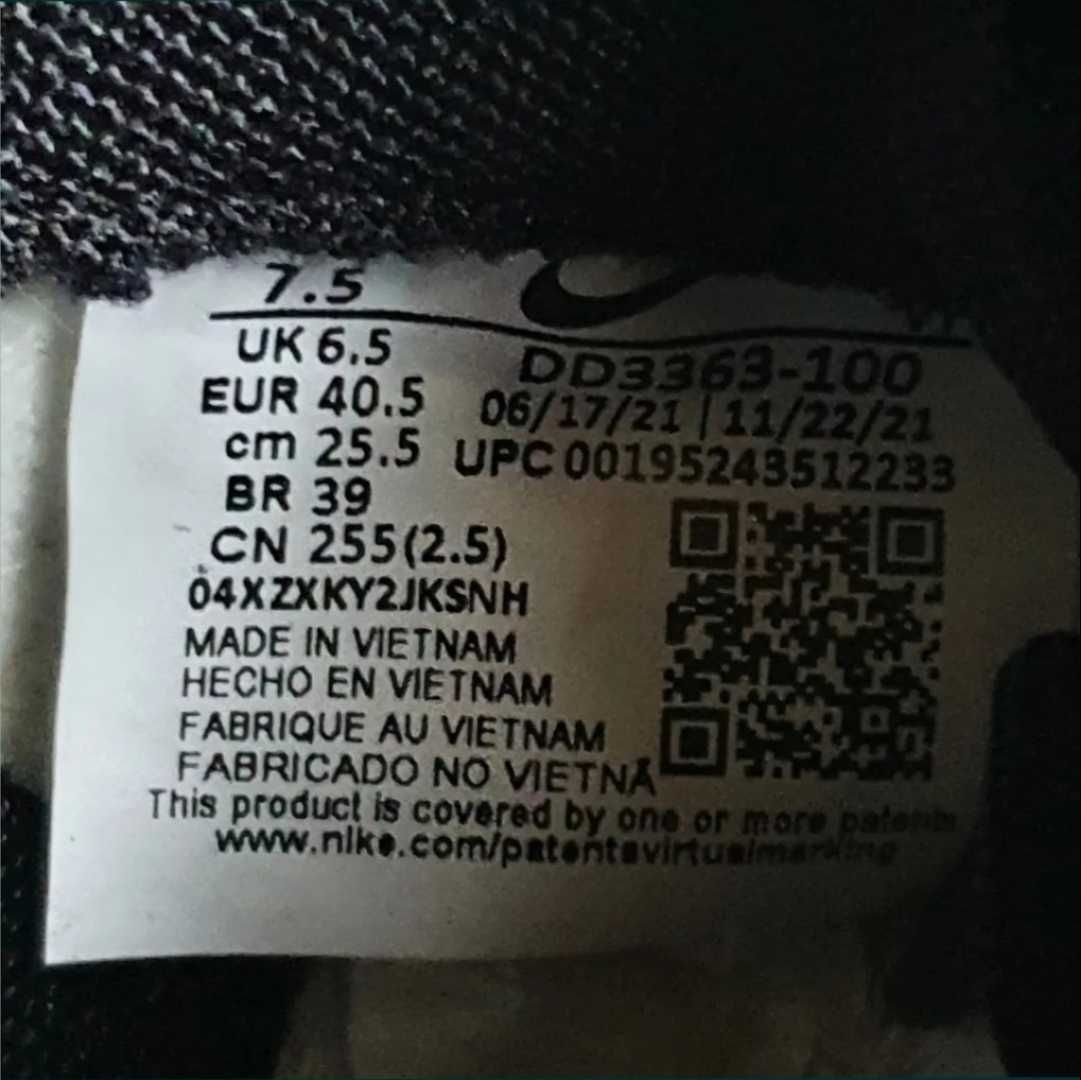 7.5
UK 6.5
EUR 40.5
cm 25.5
BR 39
CN 255(2.5)
DD3363-100
06/17/21 | 11/22/21
UPC 00195243512233
04XZXKY2JKSNH
MADE IN VIETNAM
HECHO EN VIETNAM
FABRIQUE AU VIETNAM
FABRICADO NO VIETNÃ
This product is covered by one or more patents
www.nike.com/patentsvirtualmarking